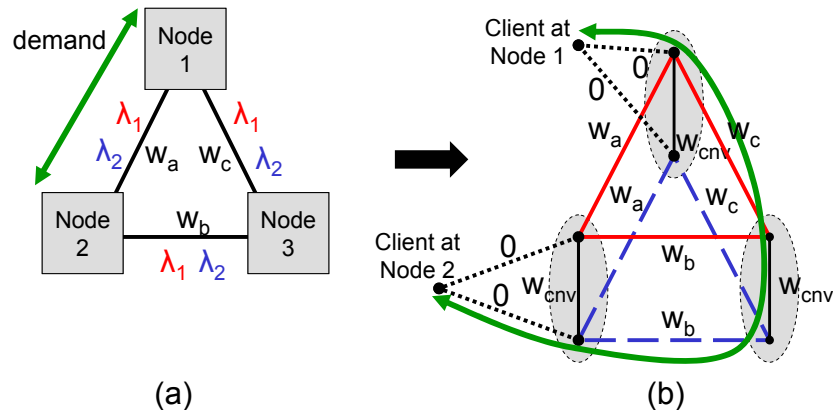 demand
Node
1
λ1
λ1
λ2
wa
wc
λ2
Node
2
wb
Node
3
λ1 λ2
(a)
Client at
Node 1
0
0
wa
wcnv
wc
wa
wc
Client at
Node 2
0
0
wcnv
wb
wcnv
wb
(b)